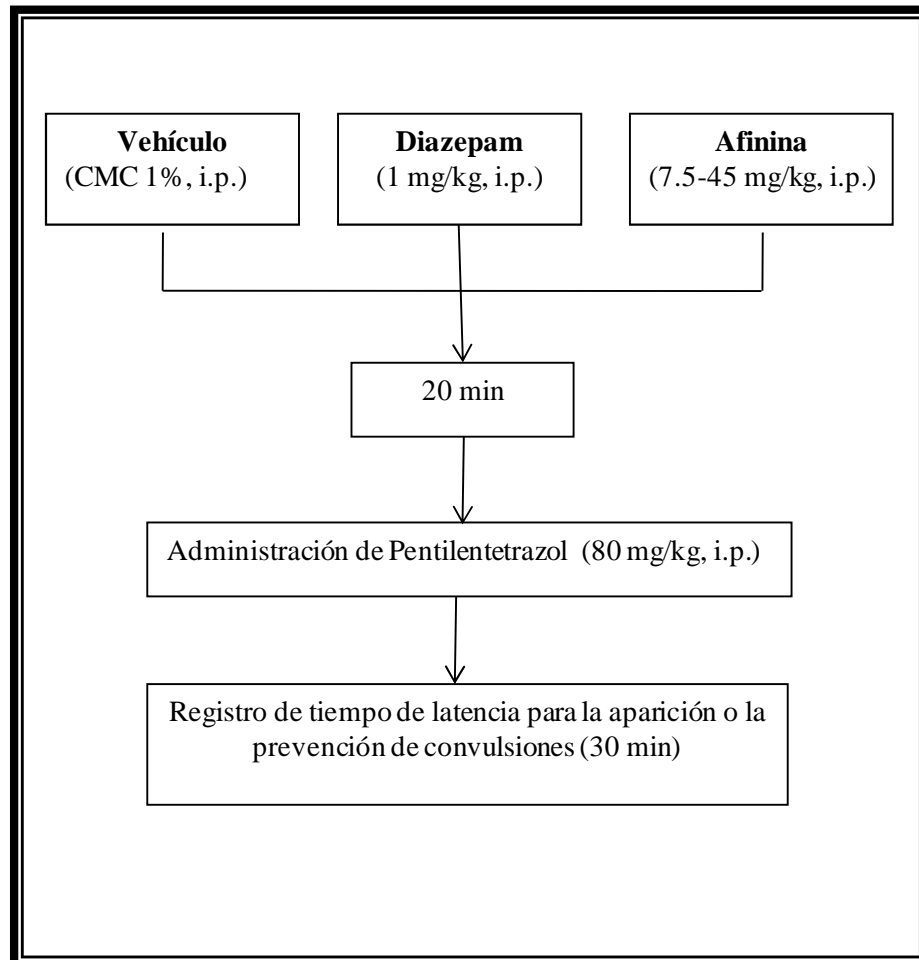 Vehículo
(CMC 1%, i.p.)
Diazepam
(1 mg/kg, i.p.)
Afinina
(7.5-45 mg/kg, i.p.)
20 min
Administración de Pentilentetrazol (80 mg/kg, i.p.)
Registro de tiempo de latencia para la aparición o la
prevención de convulsiones (30 min)